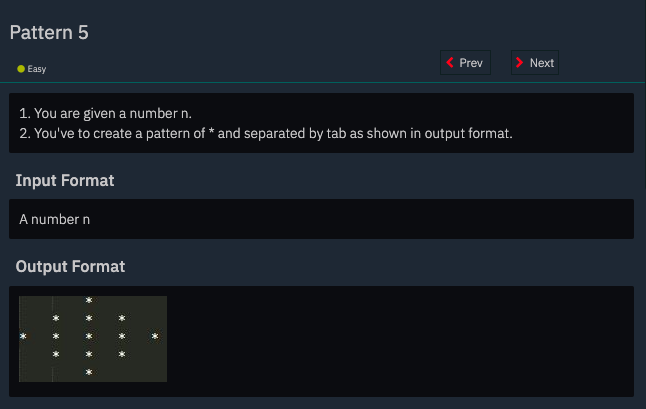 Pattern 5
Easy
Prev
Next
1. You are given a number n.
2. You've to create a pattern of * and separated by tab as shown in output format.
Input Format
A number n
Output Format
		*
	*	*	*
*	*	*	*	*
	*	*	*
		*